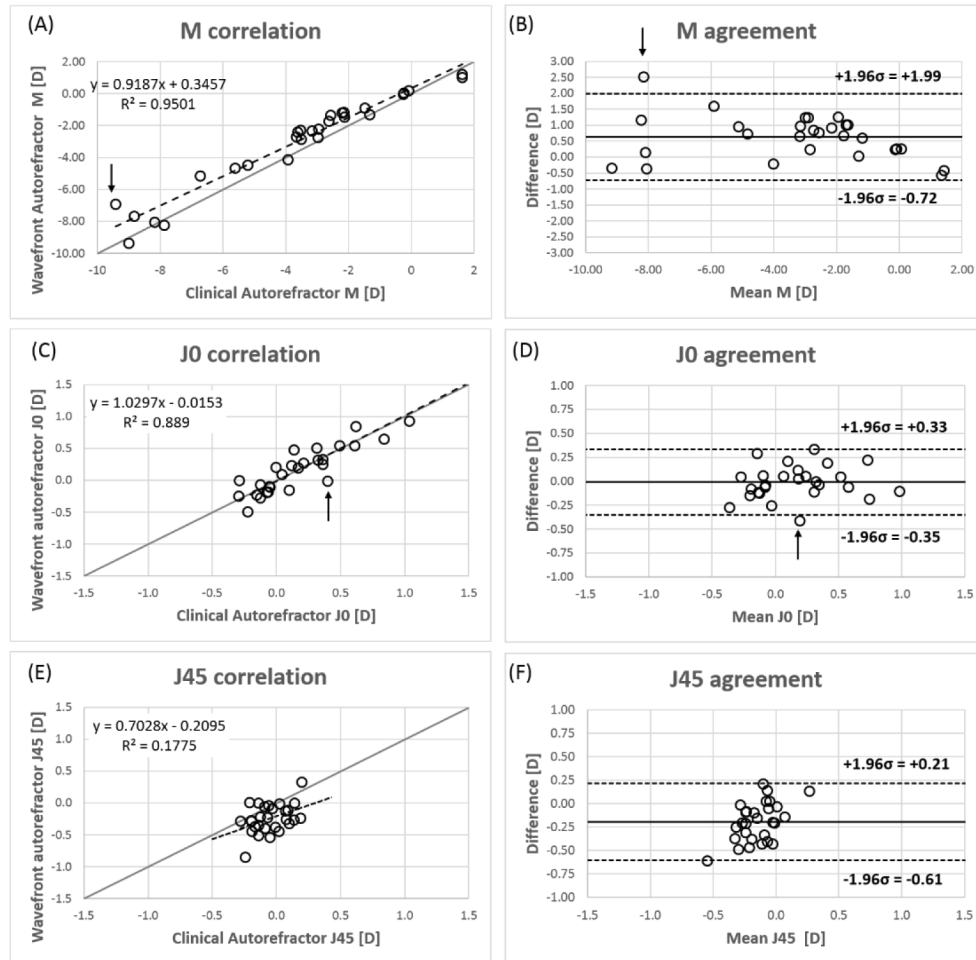 (A)
M correlation
y = 0.9187x + 0.3457
R² = 0.9501
2.00
0.00
-2.00
-4.00
-6.00
-8.00
-10.00
-10
-8
-6
-4
-2
0
2
Wavefront Autorefractor M [D]
Clinical Autorefractor M [D]
(B)
M agreement
+1.96σ = +1.99
-1.96σ = -0.72
3.00
2.50
2.00
1.50
1.00
0.50
0.00
0.50
1.00
1.50
2.00
2.50
3.00
-10.00
-8.00
-6.00
-4.00
-2.00
0.00
2.00
Difference [D]
Mean M [D]
(C)
J0 correlation
y = 1.0297x - 0.0153
R² = 0.889
1.5
1.0
0.5
0.0
-0.5
-1.0
-1.5
-1.5
-1.0
-0.5
0.0
0.5
1.0
1.5
Wavefront autorefractor J0 [D]
Clinical Autorefractor J0 [D]
(D)
J0 agreement
+1.96σ = +0.33
-1.96σ = -0.35
1.00
0.75
0.50
0.25
0.00
-0.25
-0.50
-0.75
-1.00
-1.5
-1.0
-0.5
0.0
0.5
1.0
1.5
Difference [D]
Mean J0 [D]
(E)
J45 correlation
y = 0.7028x - 0.2095
R² = 0.1775
1.5
1.0
0.5
0.0
-0.5
-1.0
-1.5
-1.5
-1.0
-0.5
0.0
0.5
1.0
1.5
Wavefront autorefractor J45 [D]
Clinical Autorefractor J45 [D]
(F)
J45 agreement
+1.96σ = +0.21
-1.96σ = -0.61
1.00
0.75
0.50
0.25
0.00
-0.25
-0.50
-0.75
-1.00
-1.5
-1.0
-0.5
0.0
0.5
1.0
1.5
Difference [D]
Mean J45 [D]